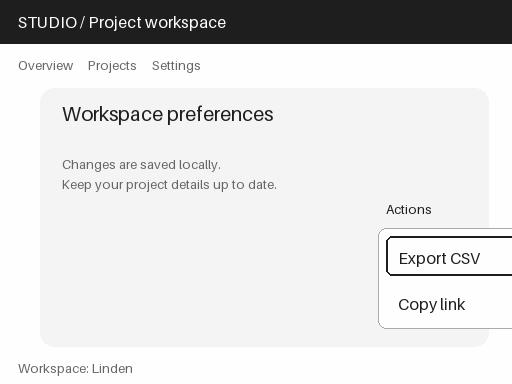 STUDIO / Project workspace
Overview Projects Settings
Workspace preferences
Changes are saved locally.
Keep your project details up to date.
Actions
Export CSV
Copy link
Workspace: Linden